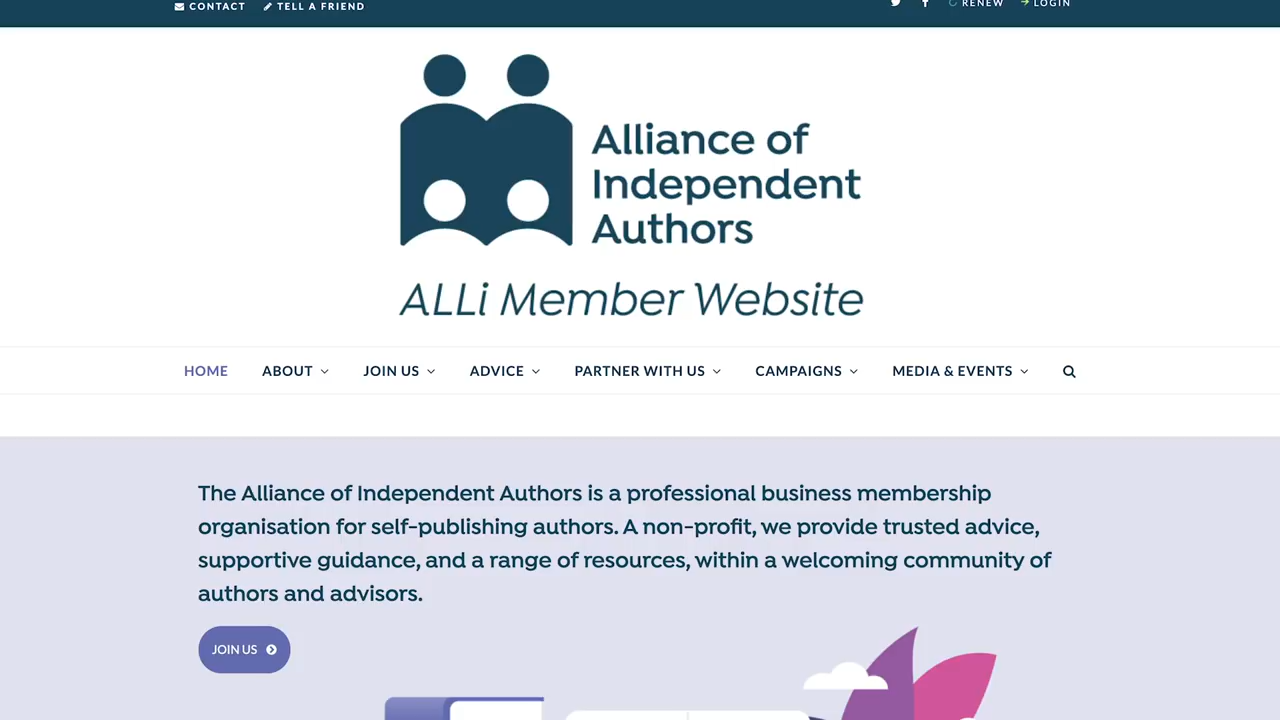 CONTACT TELL A FRIEND RENEW LOGIN
Alliance of
Independent
Authors
ALLi Member Website
HOME ABOUT JOIN US ADVICE PARTNER WITH US CAMPAIGNS MEDIA & EVENTS
The Alliance of Independent Authors is a professional business membership
organisation for self-publishing authors. A non-profit, we provide trusted advice,
supportive guidance, and a range of resources, within a welcoming community of
authors and advisors.
JOIN US